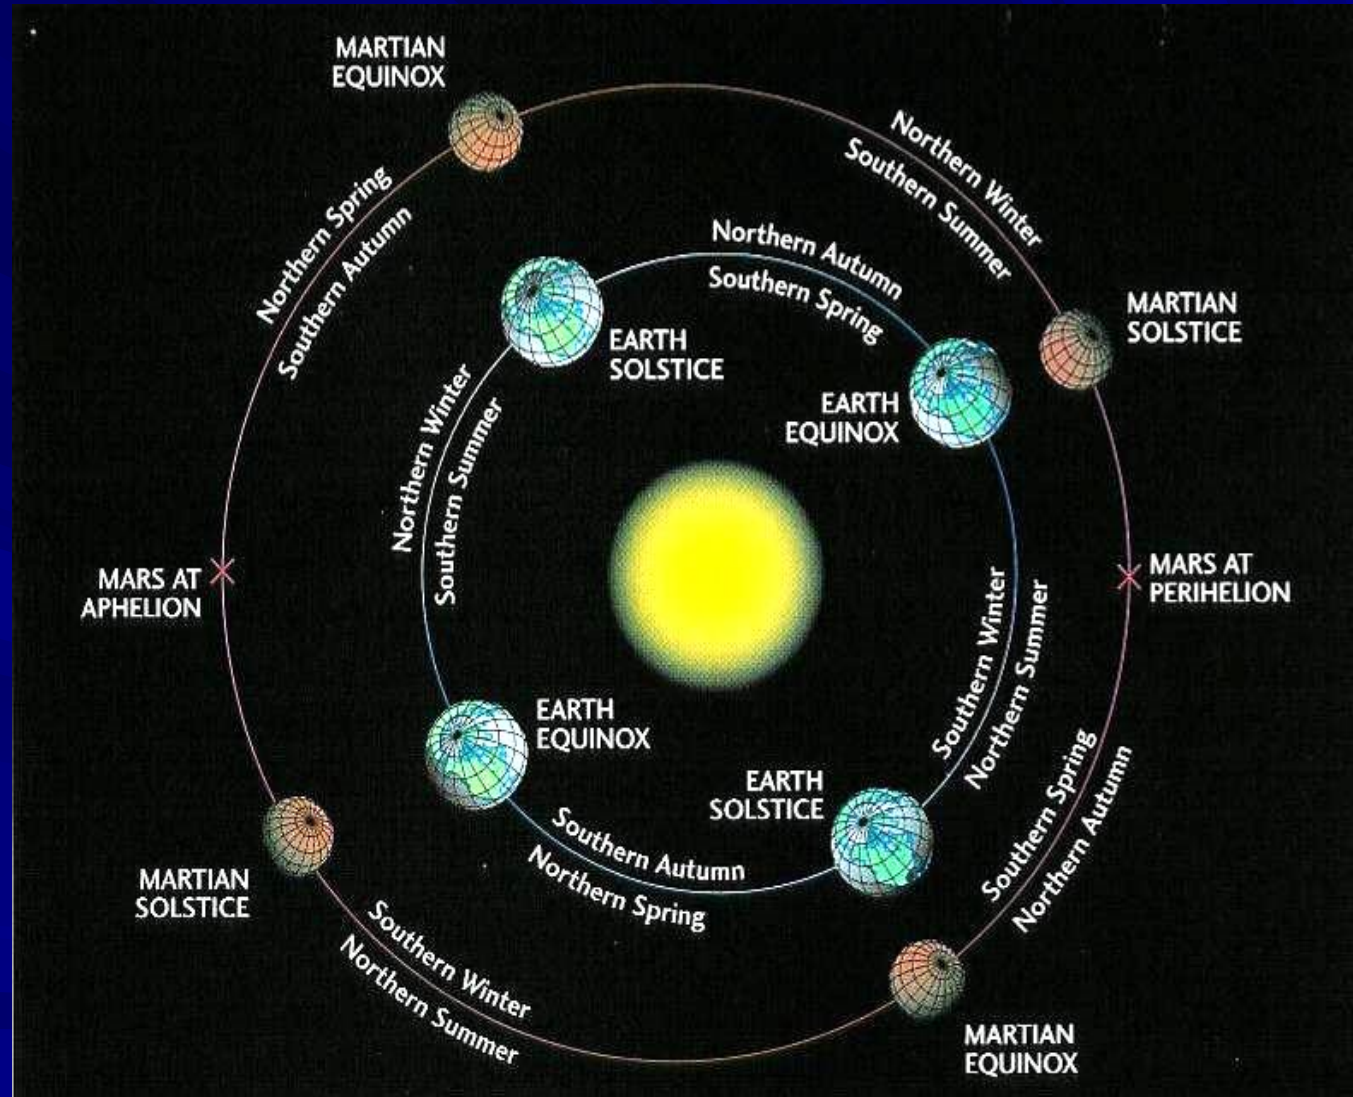 MARTIAN
EQUINOX
Northern Winter
Southern Summer
Northern Spring
Southern Autumn
Northern Autumn
Southern Spring
MARTIAN
SOLSTICE
EARTH
SOLSTICE
EARTH
EQUINOX
Northern Winter
Southern Summer
MARS AT
APHELION
MARS AT
PERIHELION
Southern Winter
Northern Summer
EARTH
EQUINOX
EARTH
SOLSTICE
Southern Spring
Northern Autumn
Southern Autumn
Northern Spring
MARTIAN
SOLSTICE
Southern Winter
Northern Summer
MARTIAN
EQUINOX